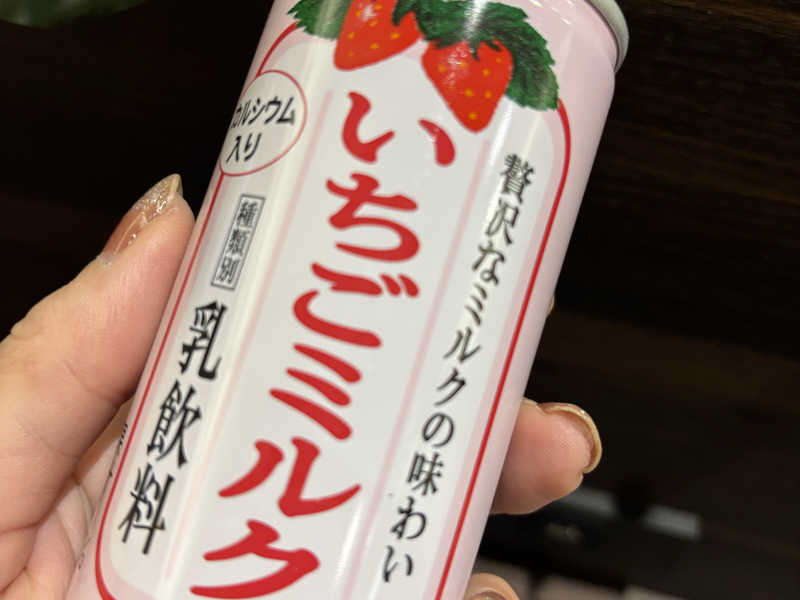 贅沢なミルクの味わい
いちごミルク
カルシウム
入り
種類別
乳飲料